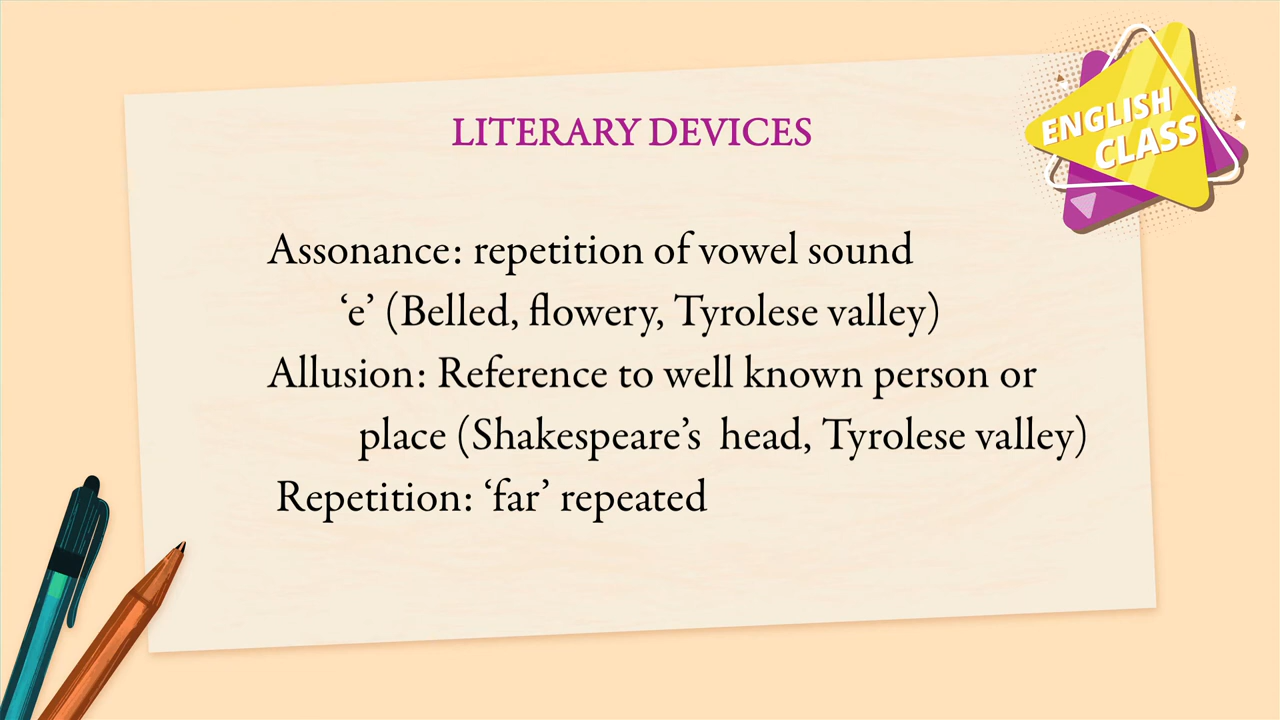 LITERARY DEVICES
ENGLISH
CLASS
Assonance: repetition of vowel sound
‘e’ (Belled, flowery, Tyrolese valley)
Allusion: Reference to well known person or
place (Shakespeare’s head, Tyrolese valley)
Repetition: ‘far’ repeated